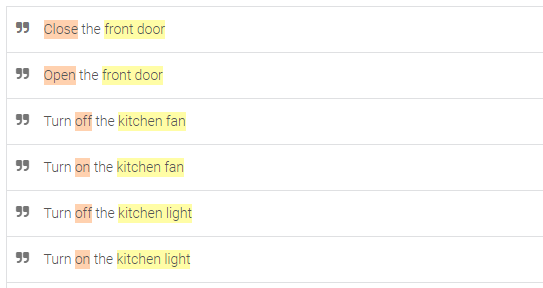 Close the front door
Open the front door
Turn off the kitchen fan
Turn on the kitchen fan
Turn off the kitchen light
Turn on the kitchen light